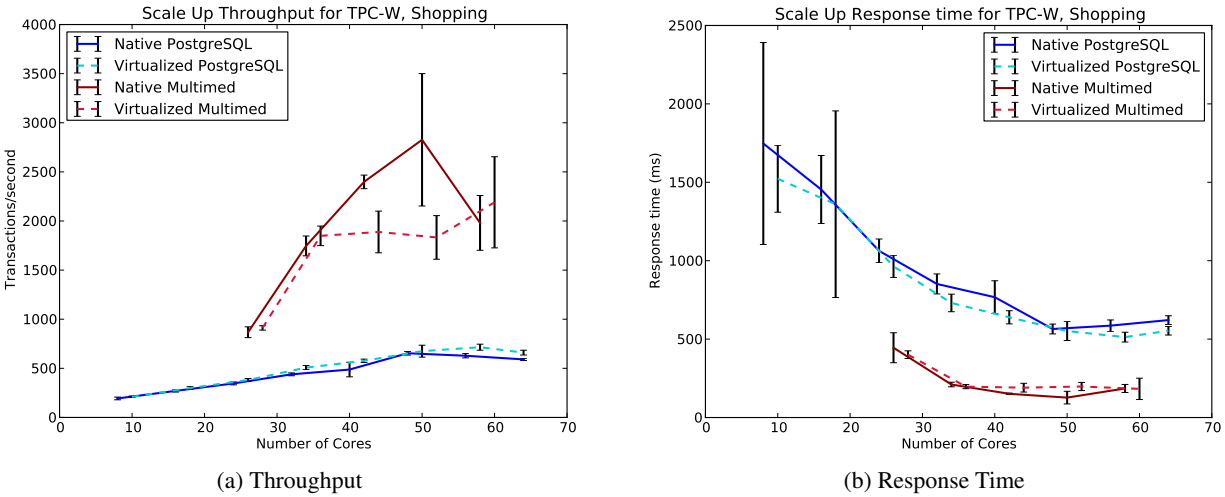 Scale Up Throughput for TPC-W, Shopping
4000
3500
3000
2500
2000
1500
1000
500
0
Transactions/second
Native PostgreSQL
Virtualized PostgreSQL
Native Multimed
Virtualized Multimed
0 10 20 30 40 50 60 70
Number of Cores
(a) Throughput
Scale Up Response time for TPC-W, Shopping
2500
2000
1500
1000
500
0
Response time (ms)
Native PostgreSQL
Virtualized PostgreSQL
Native Multimed
Virtualized Multimed
0 10 20 30 40 50 60 70
Number of Cores
(b) Response Time